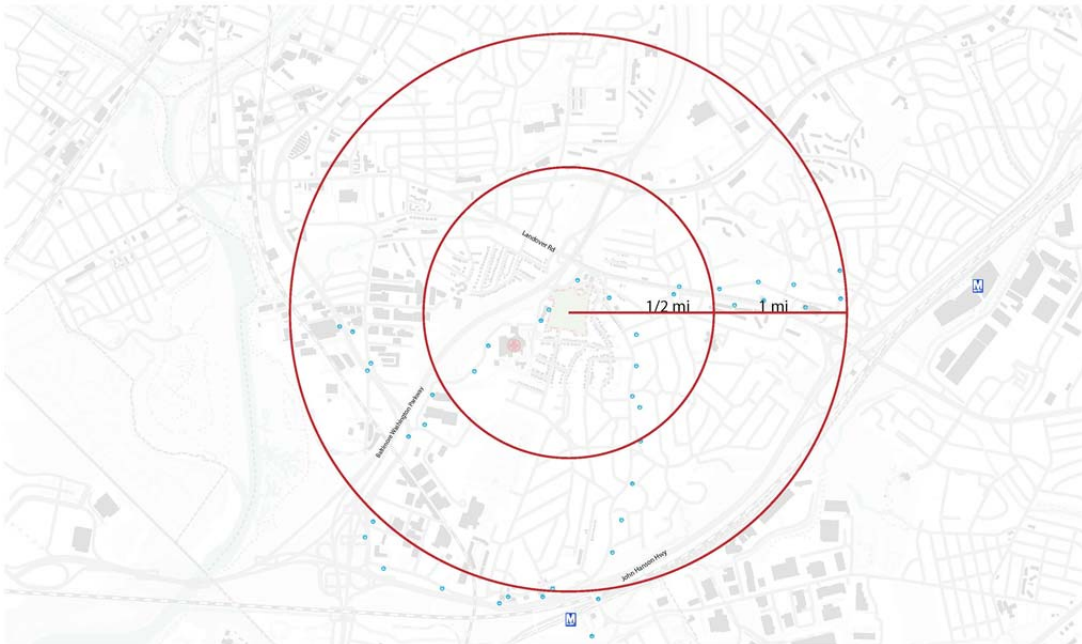 Landover Rd
M
1/2 mi
1 mi
Baltimore Washington Parkway
John Hanson Hwy
M